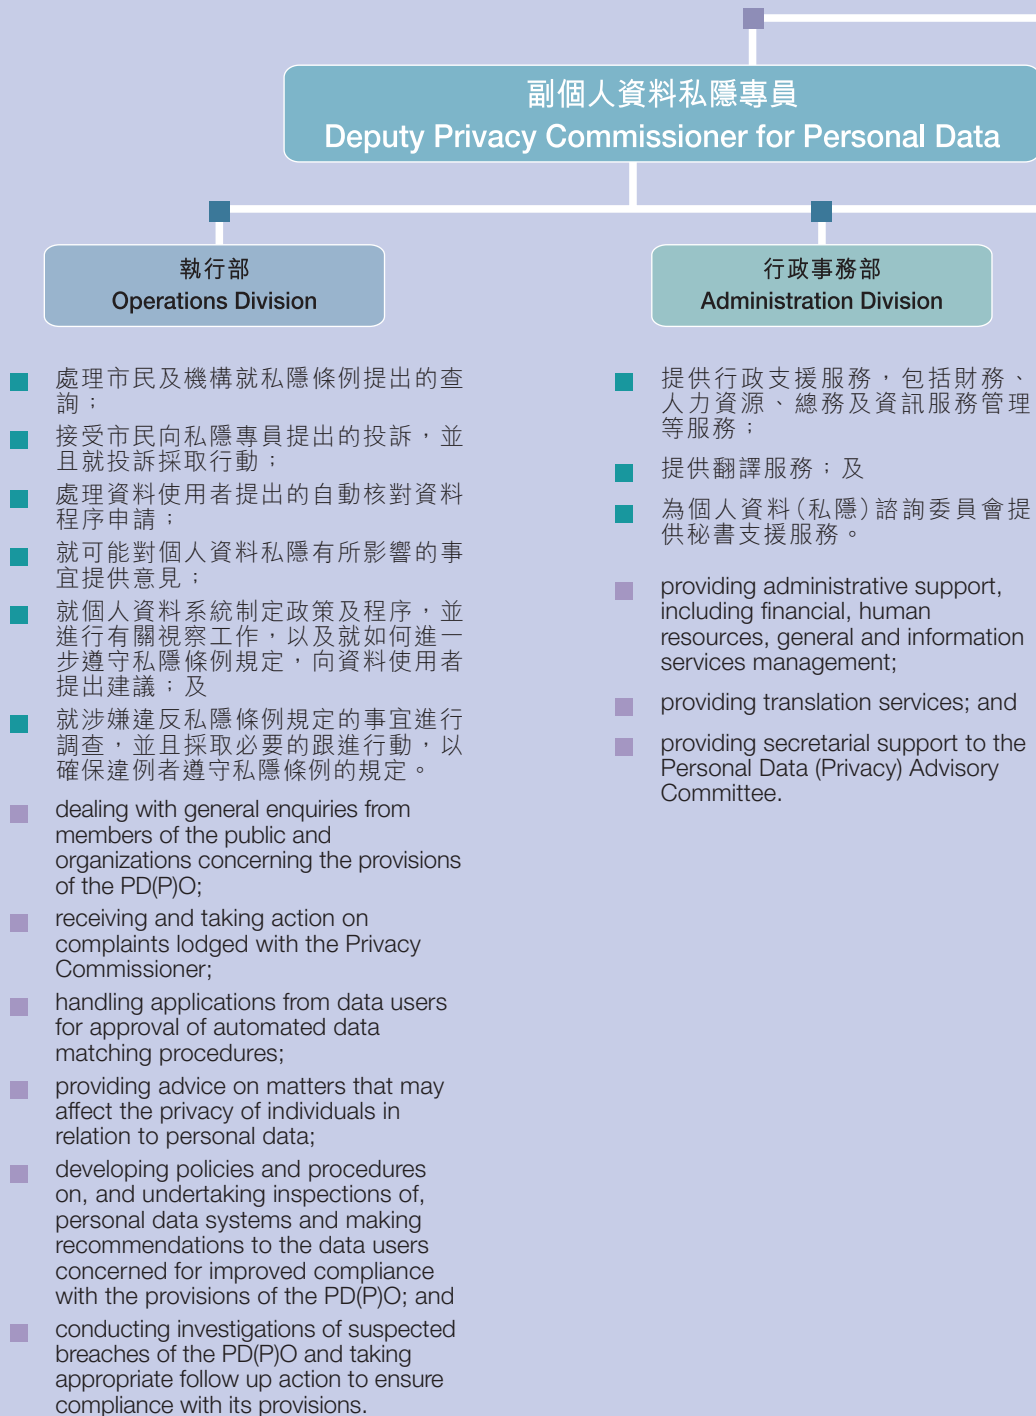 副個人資料私隱專員
Deputy Privacy Commissioner for Personal Data
執行部
Operations Division
處理市民及機構就私隱條例提出的查
詢；
接受市民向私隱專員提出的投訴，並
且就投訴採取行動；
處理資料使用者提出的自動核對資料
程序申請；
就可能對個人資料私隱有所影響的事
宜提供意見；
就個人資料系統制定政策及程序，並
進行有關視察工作，以及就如何進一
步遵守私隱條例規定，向資料使用者
提出建議；及
就涉嫌違反私隱條例規定的事宜進行
調查，並且採取必要的跟進行動，以
確保違例者遵守私隱條例的規定。
dealing with general enquiries from
members of the public and
organizations concerning the provisions
of the PD(P)O;
receiving and taking action on
complaints lodged with the Privacy
Commissioner;
handling applications from data users
for approval of automated data
matching procedures;
providing advice on matters that may
affect the privacy of individuals in
relation to personal data;
developing policies and procedures
on, and undertaking inspections of,
personal data systems and making
recommendations to the data users
concerned for improved compliance
with the provisions of the PD(P)O; and
conducting investigations of suspected
breaches of the PD(P)O and taking
appropriate follow up action to ensure
compliance with its provisions.
行政事務部
Administration Division
提供行政支援服務，包括財務、
人力資源、總務及資訊服務管理
等服務；
提供翻譯服務；及
為個人資料(私隱)諮詢委員會提
供秘書支援服務。
providing administrative support,
including financial, human
resources, general and information
services management;
providing translation services; and
providing secretarial support to the
Personal Data (Privacy) Advisory
Committee.